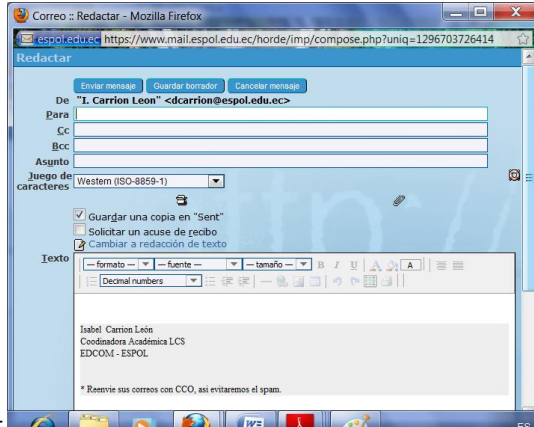 Correo :: Redactar - Mozilla Firefox
espol.edu.ec https://www.mail.espol.edu.ec/horde/imp/compose.php?uniq=1296703726414
Redactar
Enviar mensaje Guardar borrador Cancelar mensaje
De "I. Carrion Leon" <dcarrion@espol.edu.ec>
Para
Cc
Bcc
Asunto
Juego de caracteres Western (ISO-8859-1)
Guardar una copia en "Sent"
Solicitar un acuse de recibo
Cambiar a redacción de texto
Texto
— formato — — fuente — — tamaño — B I U A A
Decimal numbers
Isabel Carrion León
Coodinadora Académica LCS
EDCOM - ESPOL
* Reenvie sus correos con CCO, asi evitaremos el spam.
ES